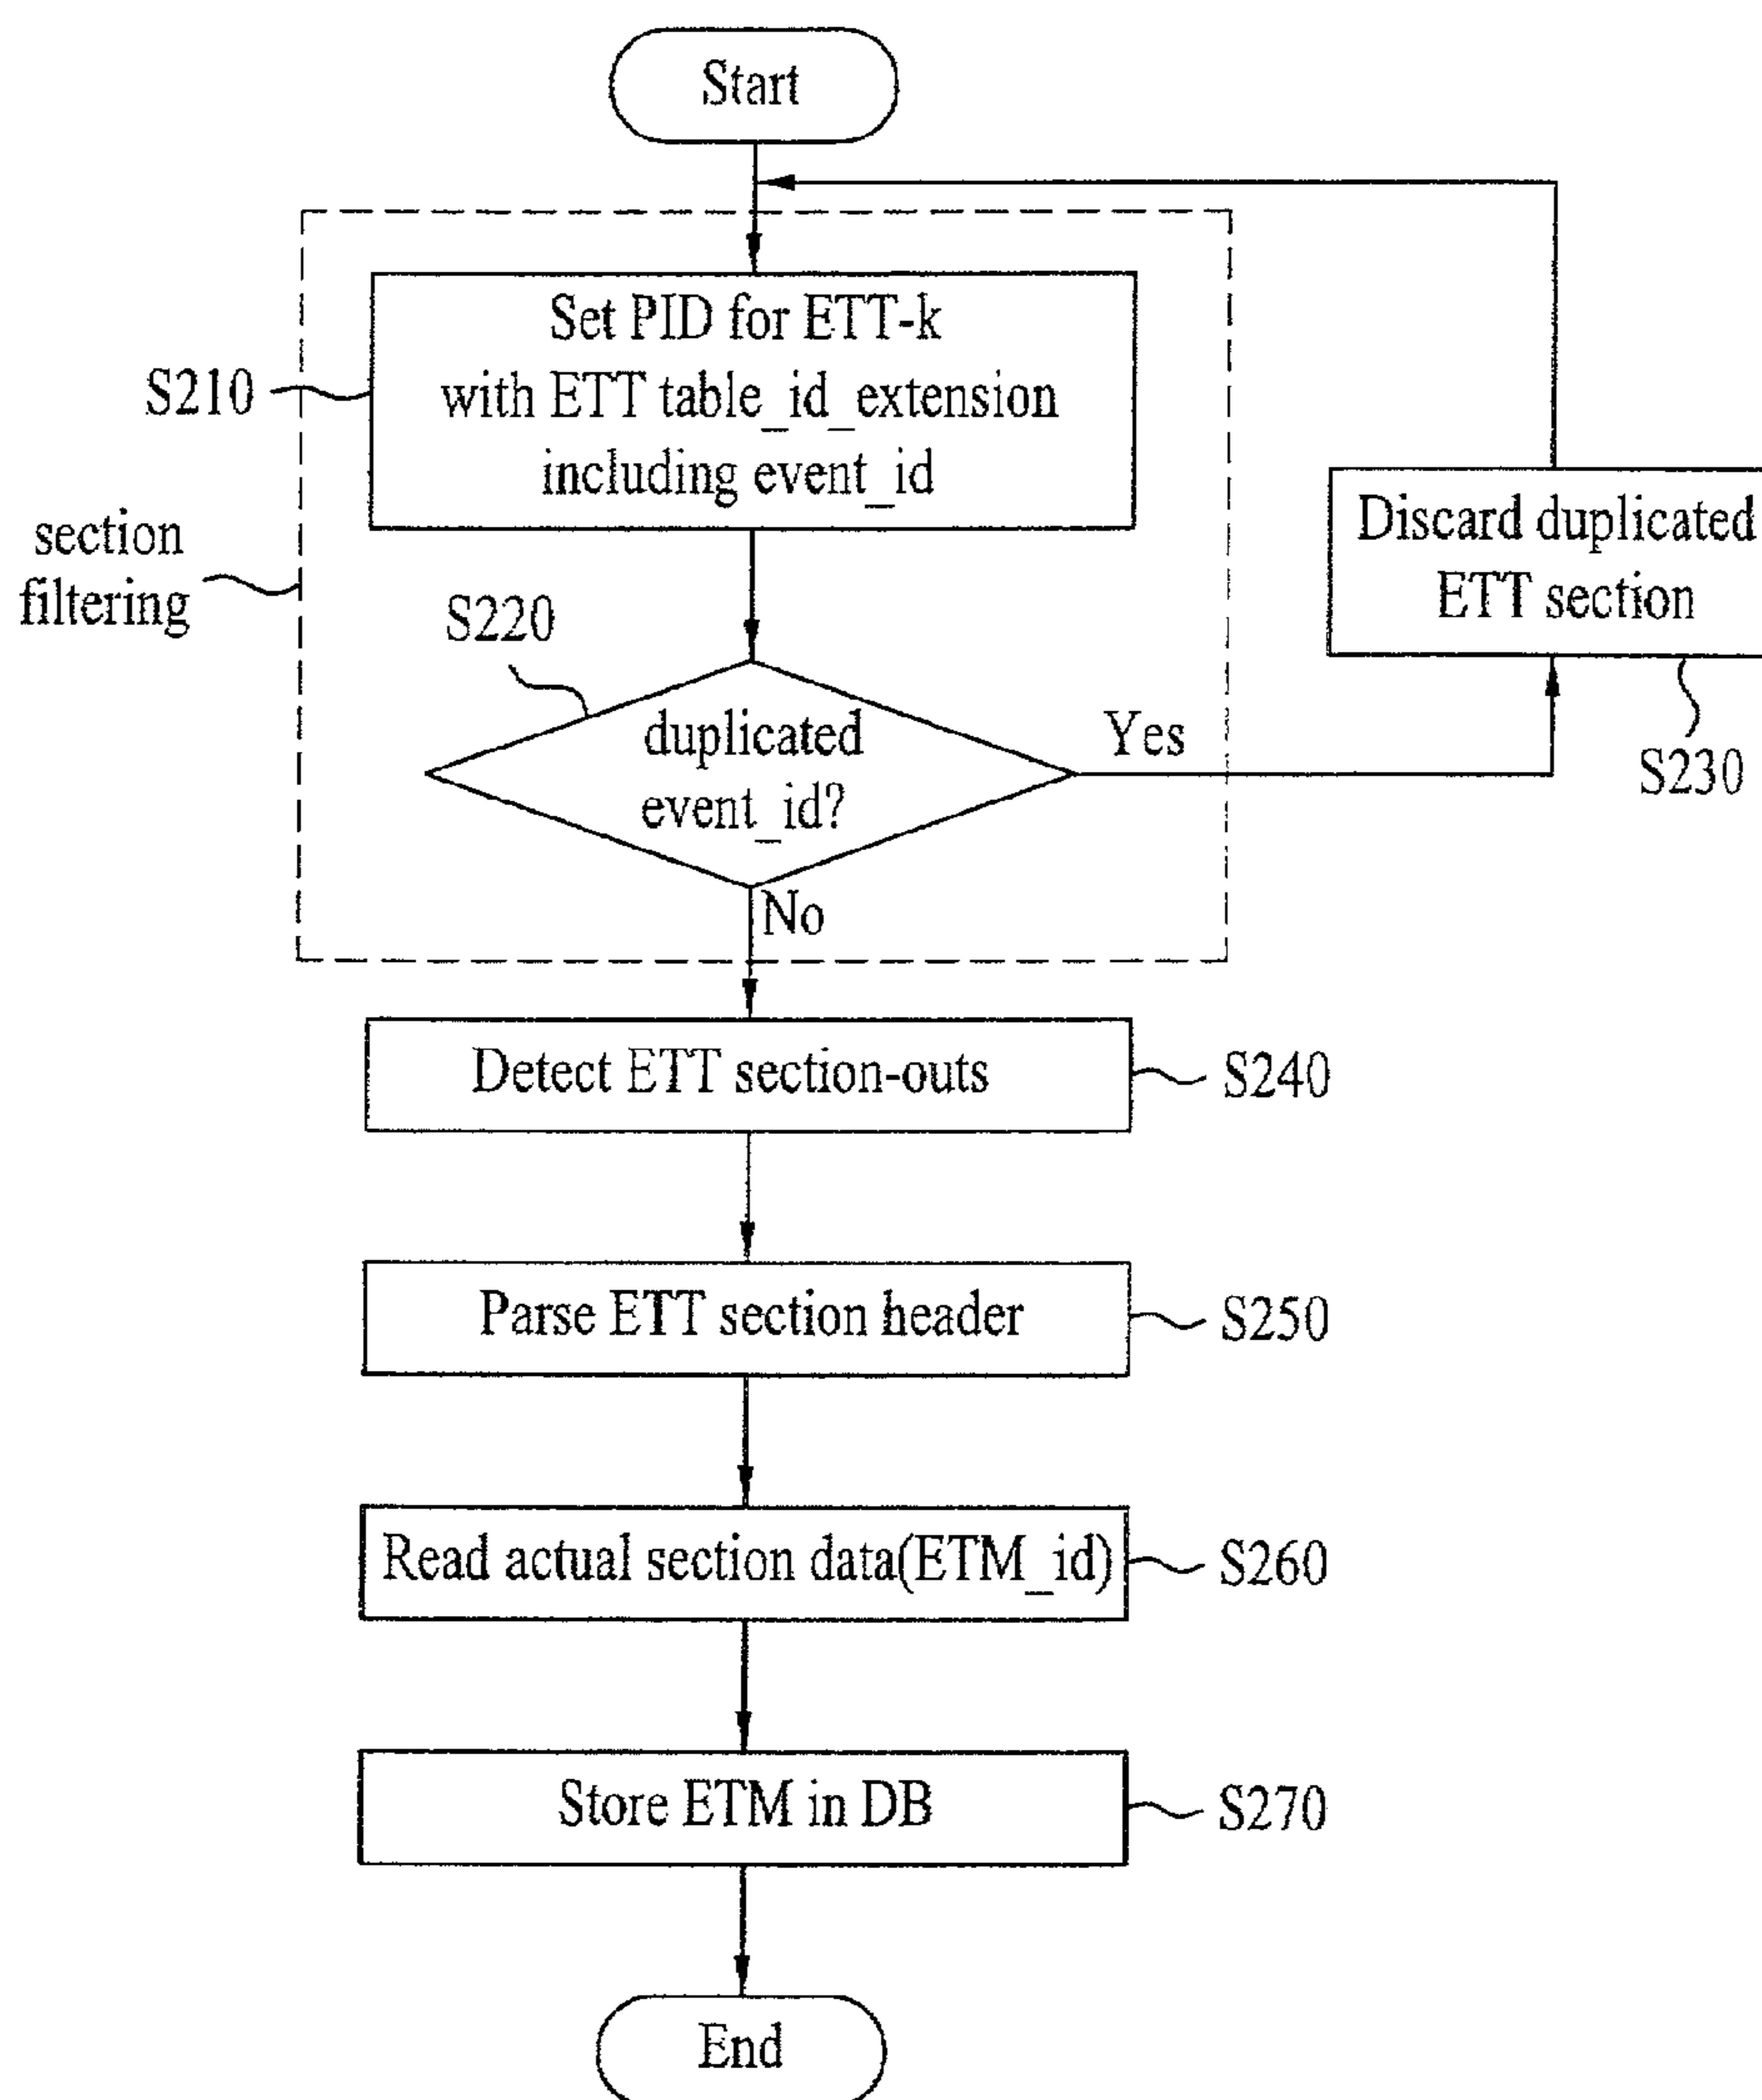 Start
Set PID for ETT-k
with ETT table_id_extension
including event_id
S210
section
filtering
S220
duplicated
event_id?
Yes
No
Discard duplicated
ETT section
S230
Detect ETT section-outs
S240
Parse ETT section header
S250
Read actual section data(ETM_id)
S260
Store ETM in DB
S270
End